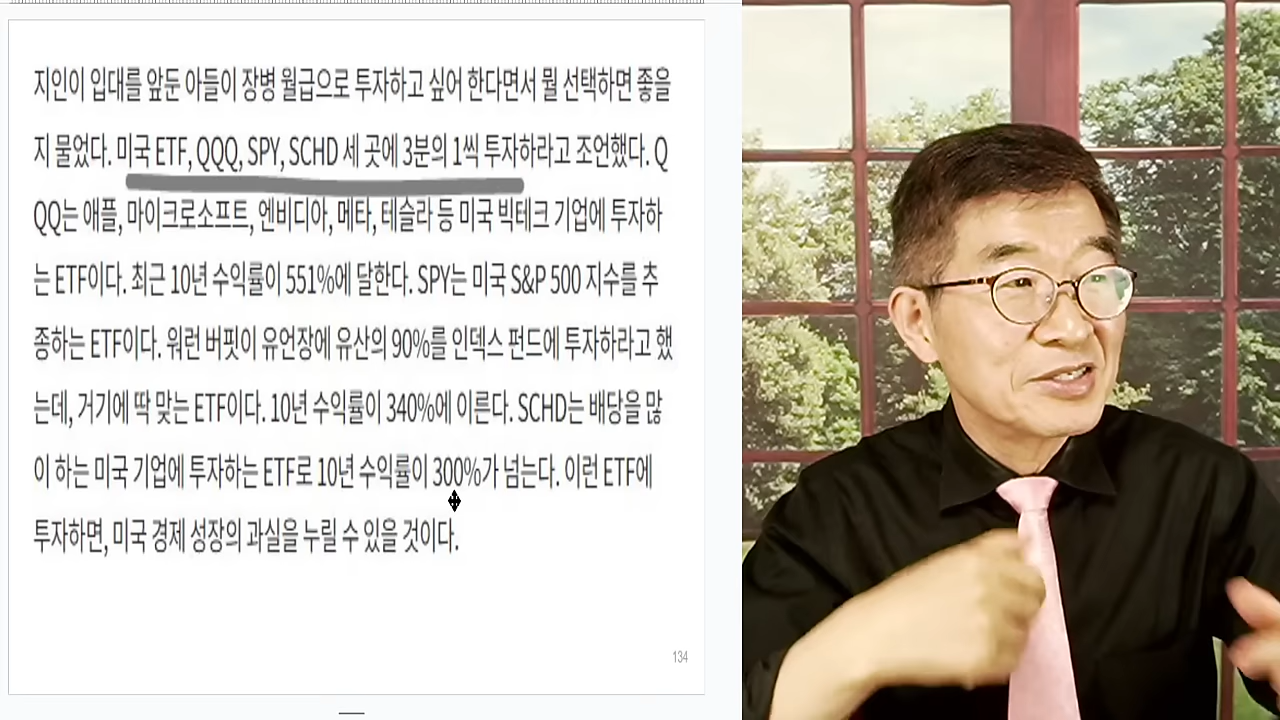 지인이 입대를 앞둔 아들이 장병 월급으로 투자하고 싶어 한다면서 뭘 선택하면 좋을
지 물었다. 미국 ETF, QQQ, SPY, SCHD 세 곳에 3분의 1씩 투자하라고 조언했다. Q
QQ는 애플, 마이크로소프트, 엔비디아, 메타, 테슬라 등 미국 빅테크 기업에 투자하
는 ETF이다. 최근 10년 수익률이 551%에 달한다. SPY는 미국 S&P 500 지수를 추
종하는 ETF이다. 워런 버핏이 유언장에 유산의 90%를 인덱스 펀드에 투자하라고 했
는데, 거기에 딱 맞는 ETF이다. 10년 수익률이 340%에 이른다. SCHD는 배당을 많
이 하는 미국 기업에 투자하는 ETF로 10년 수익률이 300%가 넘는다. 이런 ETF에
투자하면, 미국 경제 성장의 과실을 누릴 수 있을 것이다.
134